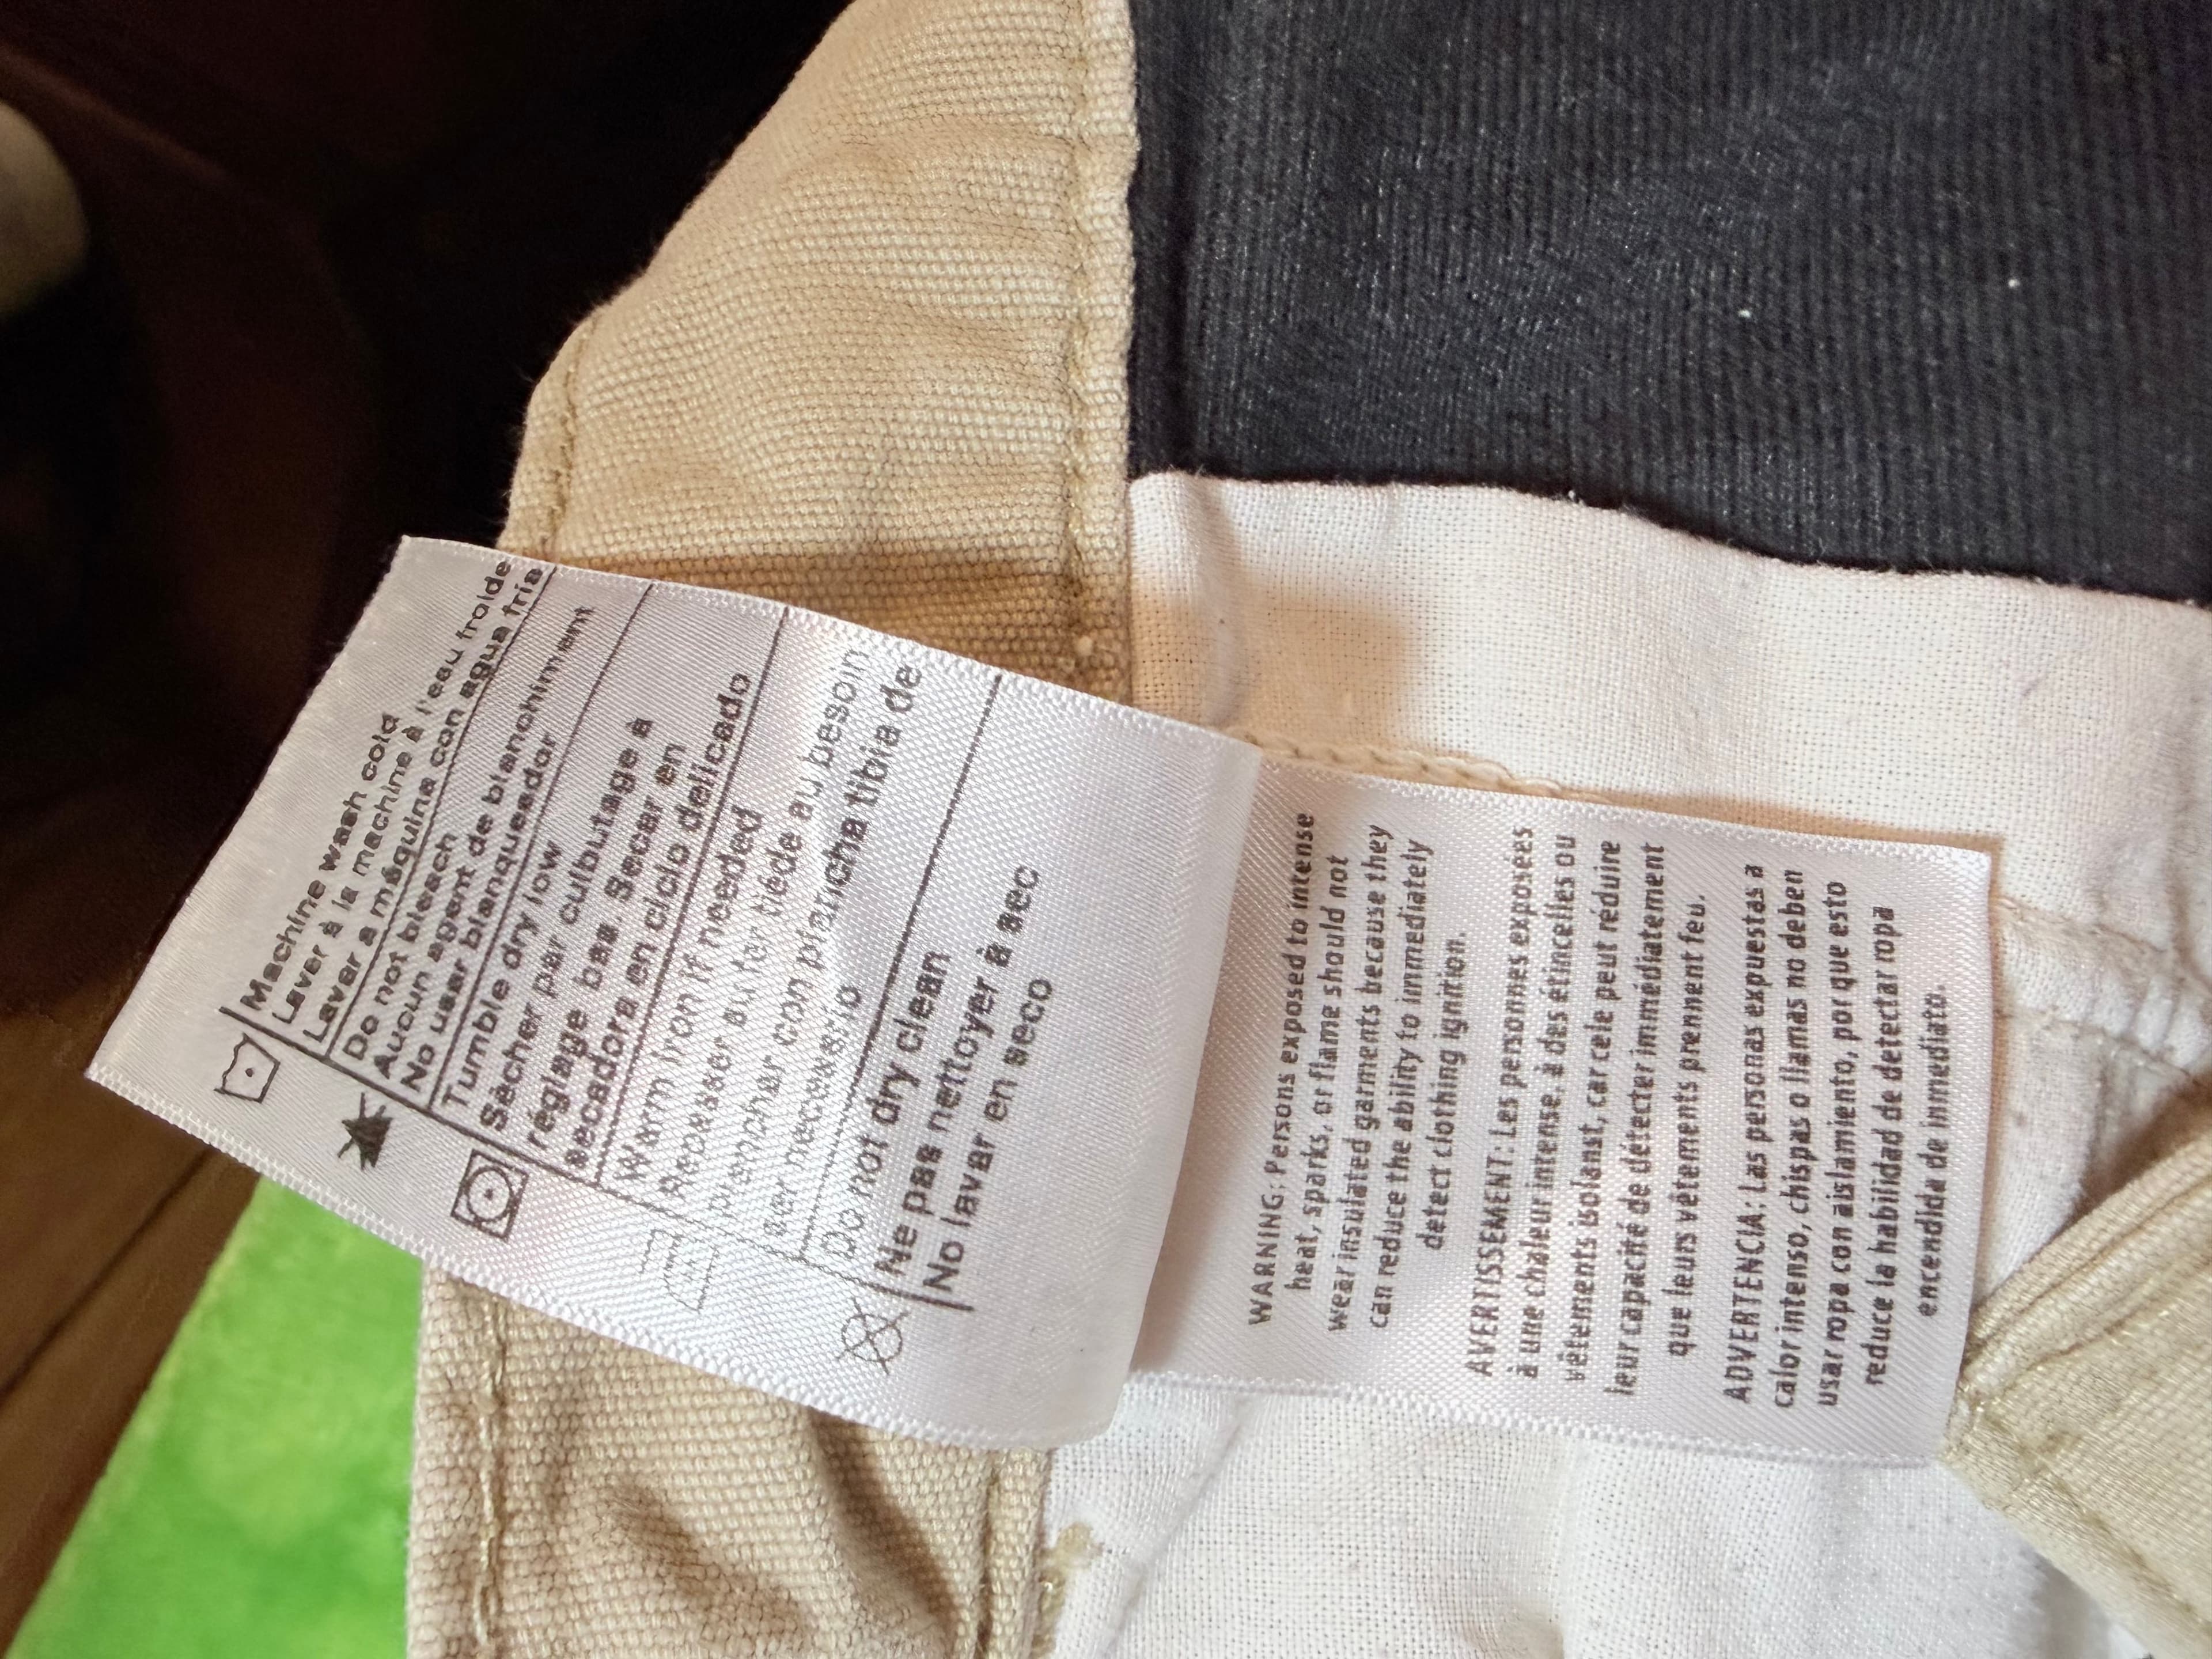 Machine wash cold
Laver à la machine à l'eau froide
Lavar a máquina con agua fria
Do not bleach
Aucun agent de blanchiment
No usar blanqueador
Tumble dry low
Sécher par culbutage à
réglage bas. Secar en
secadora en ciclo delicado
Warm iron if needed
Repasser au fer tiède au besoin
planchar con plancha tibia de
ser necesario
Do not dry clean
Ne pas nettoyer à sec
No lavar en seco
WARNING: Persons exposed to intense
heat, sparks, or flame should not
wear insulated garments because they
can reduce the ability to immediately
detect clothing ignition.
AVERTISSEMENT: Les personnes exposées
à une chaleur intense, à des étincelles ou
vêtements isolanst, car cele peut réduire
leur capacité de détecter immédiatement
que leurs vêtements prennent feu.
ADVERTENCIA: Las personas expuestas a
calor intenso, chispas o llamas no deben
usar ropa con aislamiento, por que esto
reduce la habilidad de detectar ropa
encendida de inmediato.